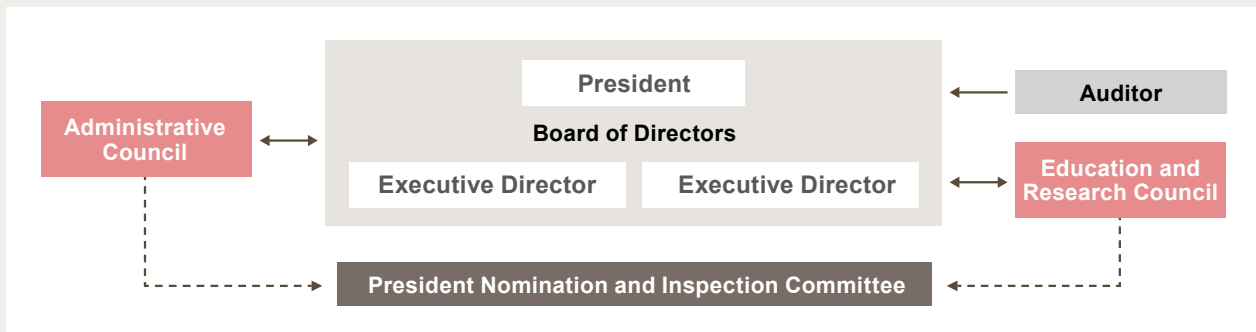 President
Auditor
Administrative
Council
Board of Directors
Executive Director
Executive Director
Education and
Research Council
President Nomination and Inspection Committee